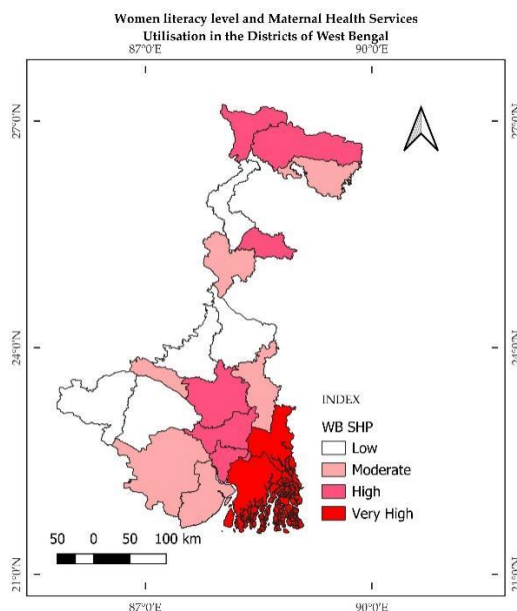 Women literacy level and Maternal Health Services
Utilisation in the Districts of West Bengal
87°0'E 90°0'E
27°0'N 27°0'N
24°0'N 24°0'N
INDEX
WB SHP
Low
Moderate
High
Very High
50 0 50 100 km
21°0'N 21°0'N
87°0'E 90°0'E